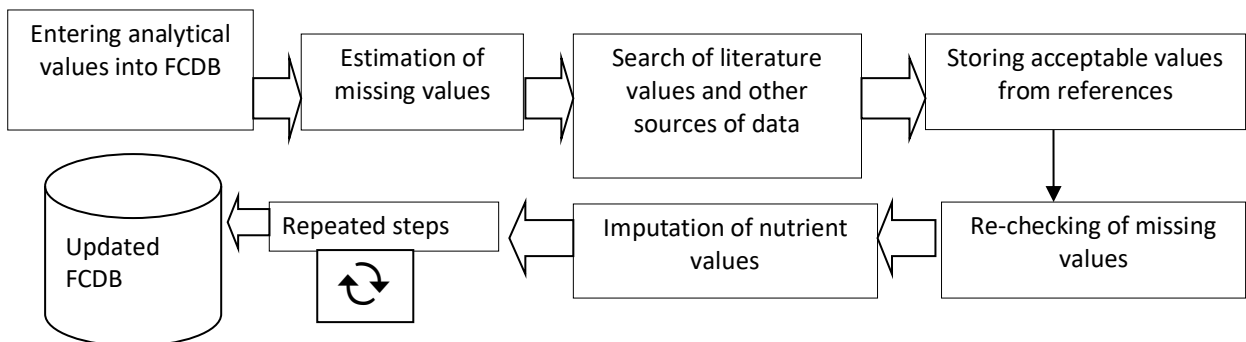 Entering analytical
values into FCDB
Estimation of
missing values
Search of literature
values and other
sources of data
Storing acceptable values
from references
Re-checking of missing
values
Imputation of nutrient
values
Repeated steps
Updated
FCDB